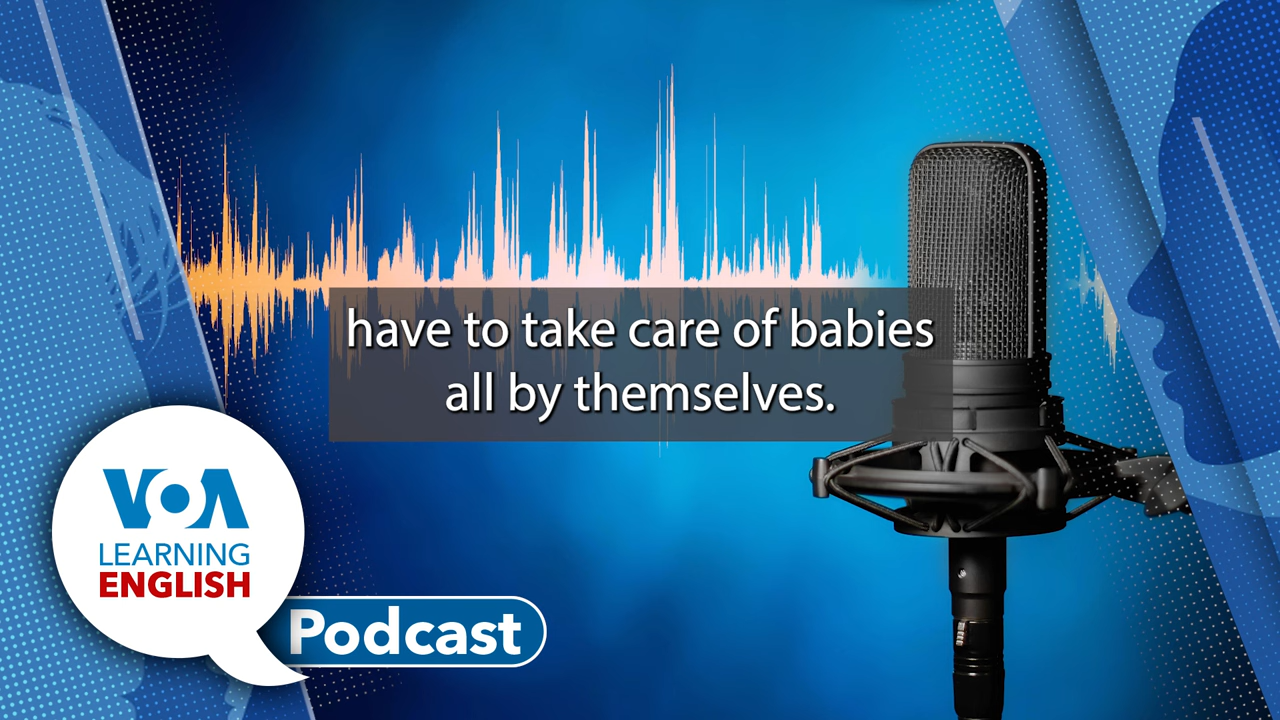 have to take care of babies
all by themselves.
VOA
LEARNING
ENGLISH
Podcast